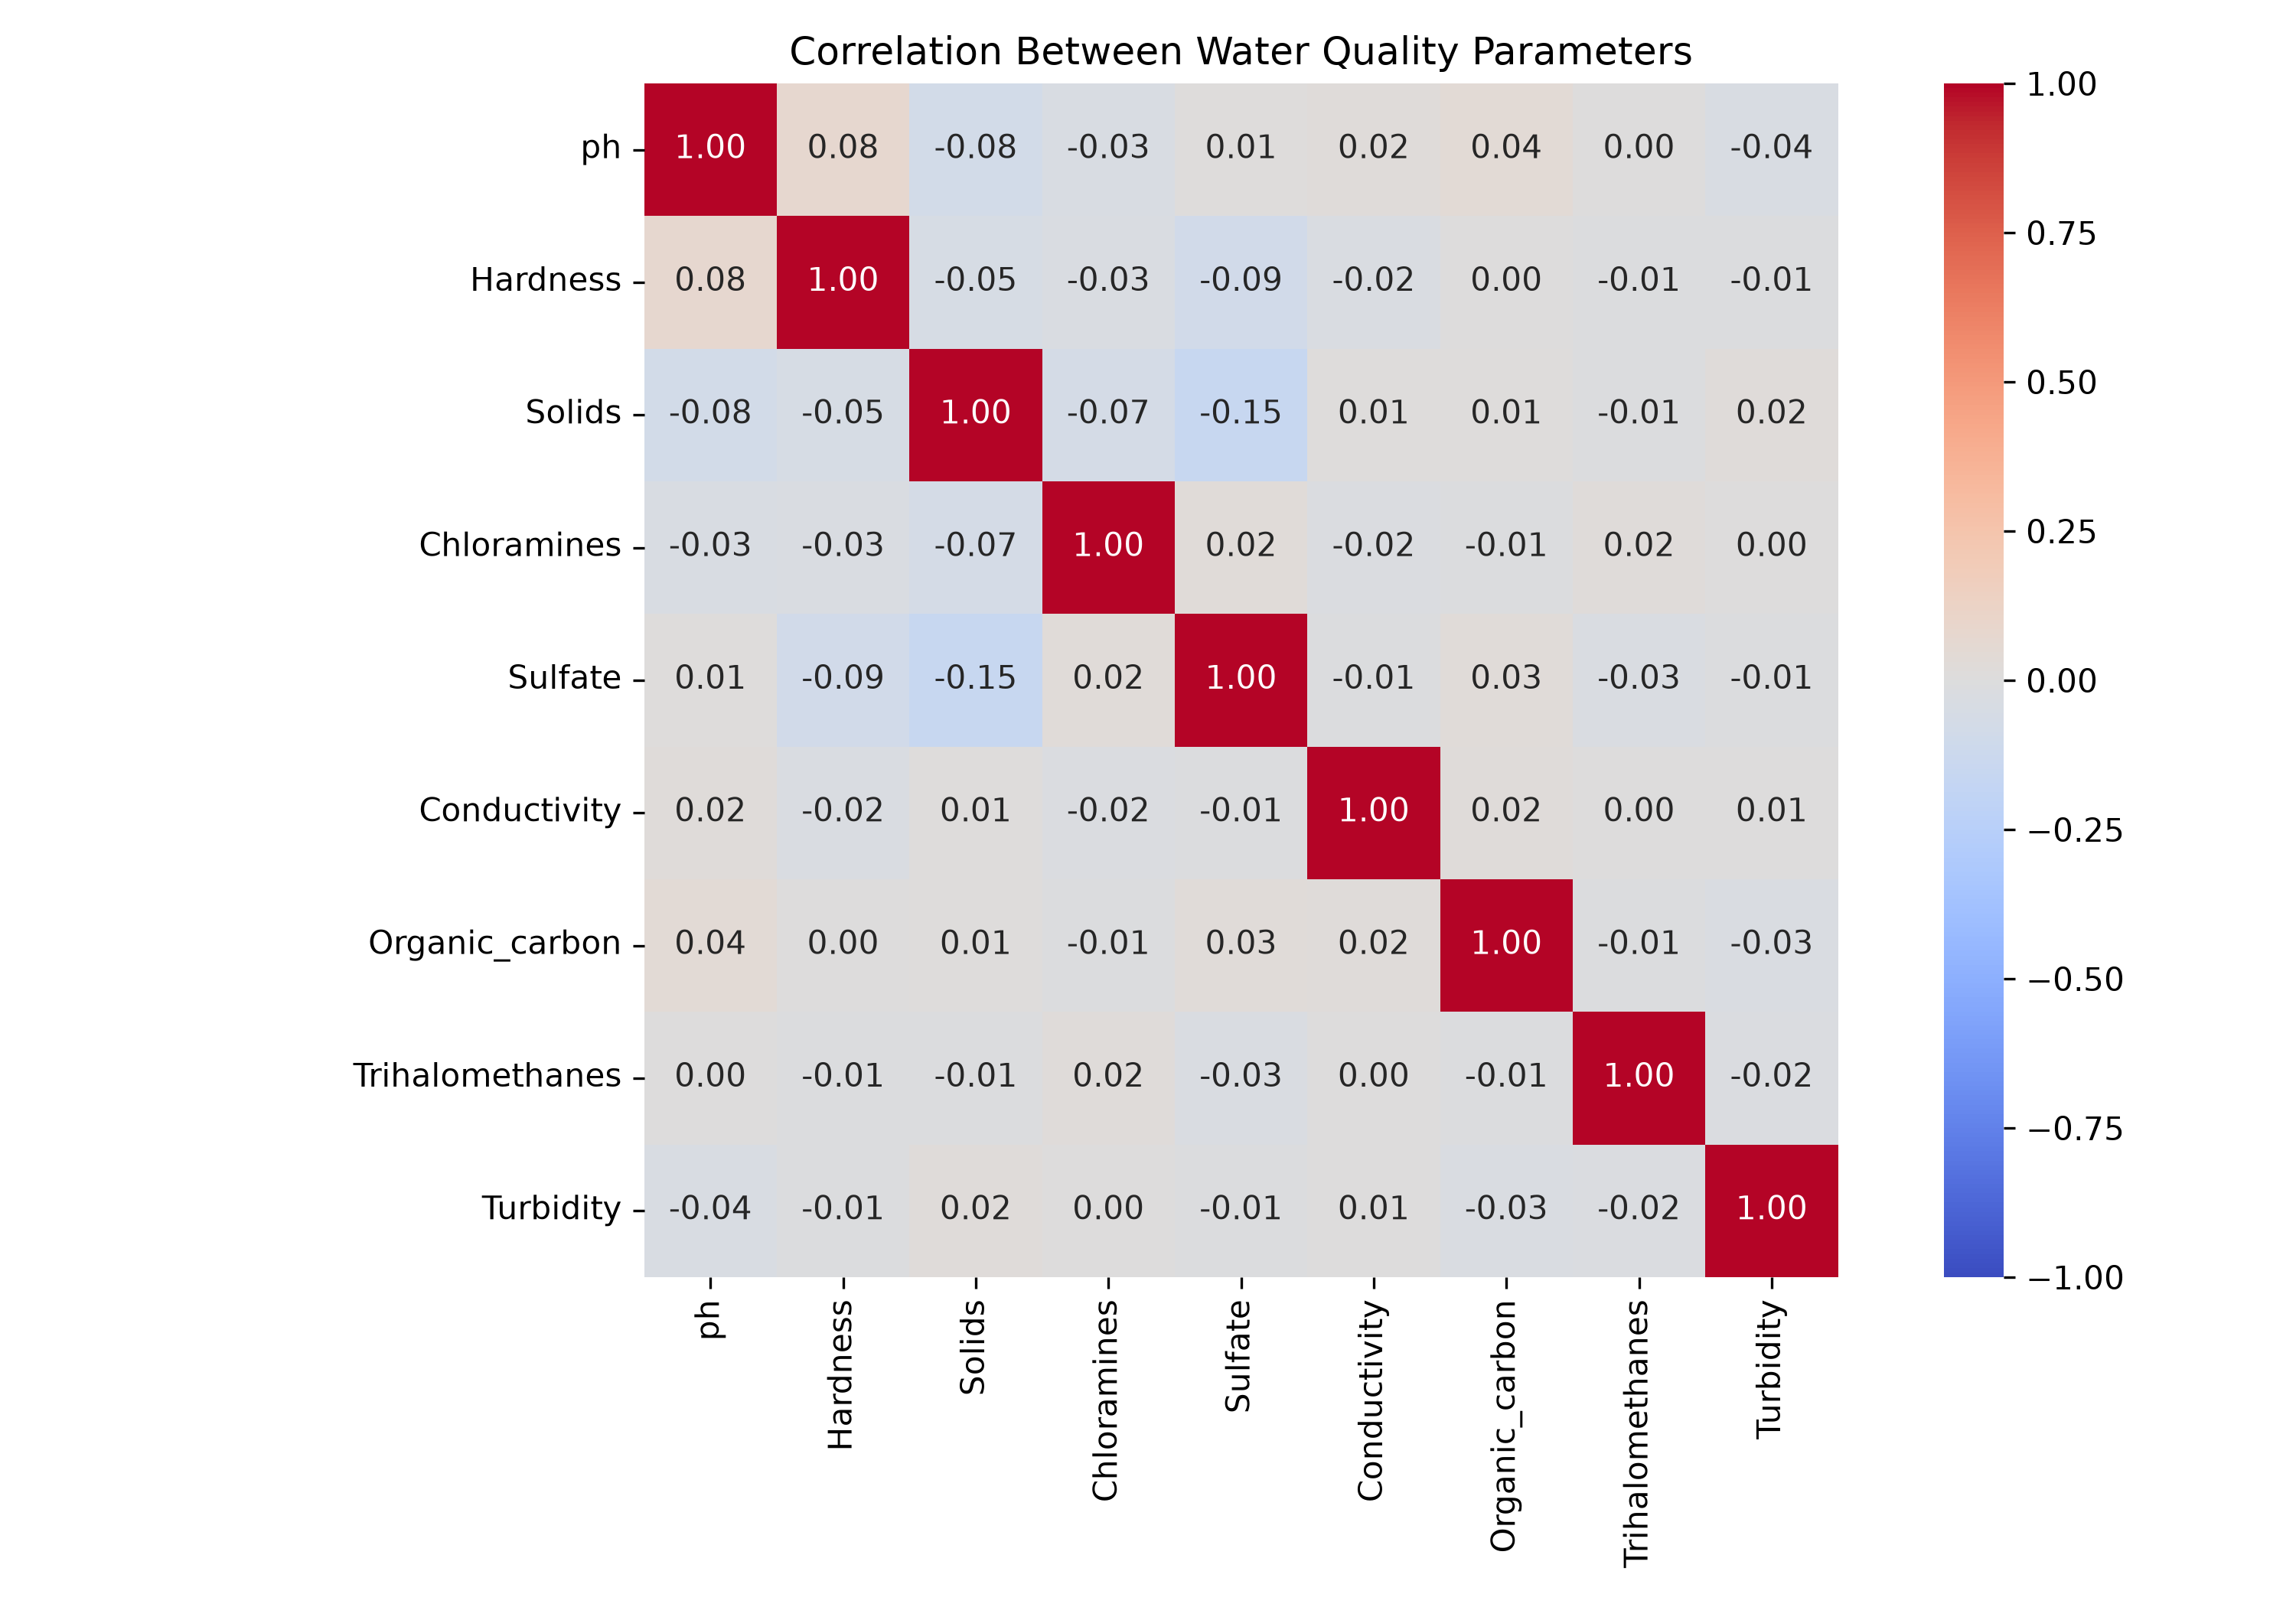 Correlation Between Water Quality Parameters
ph 1.00 0.08 -0.08 -0.03 0.01 0.02 0.04 0.00 -0.04
Hardness 0.08 1.00 -0.05 -0.03 -0.09 -0.02 0.00 -0.01 -0.01
Solids -0.08 -0.05 1.00 -0.07 -0.15 0.01 0.01 -0.01 0.02
Chloramines -0.03 -0.03 -0.07 1.00 0.02 -0.02 -0.01 0.02 0.00
Sulfate 0.01 -0.09 -0.15 0.02 1.00 -0.01 0.03 -0.03 -0.01
Conductivity 0.02 -0.02 0.01 -0.02 -0.01 1.00 0.02 0.00 0.01
Organic_carbon 0.04 0.00 0.01 -0.01 0.03 0.02 1.00 -0.01 -0.03
Trihalomethanes 0.00 -0.01 -0.01 0.02 -0.03 0.00 -0.01 1.00 -0.02
Turbidity -0.04 -0.01 0.02 0.00 -0.01 0.01 -0.03 -0.02 1.00
ph
Hardness
Solids
Chloramines
Sulfate
Conductivity
Organic_carbon
Trihalomethanes
Turbidity
1.00
0.75
0.50
0.25
0.00
−0.25
−0.50
−0.75
−1.00